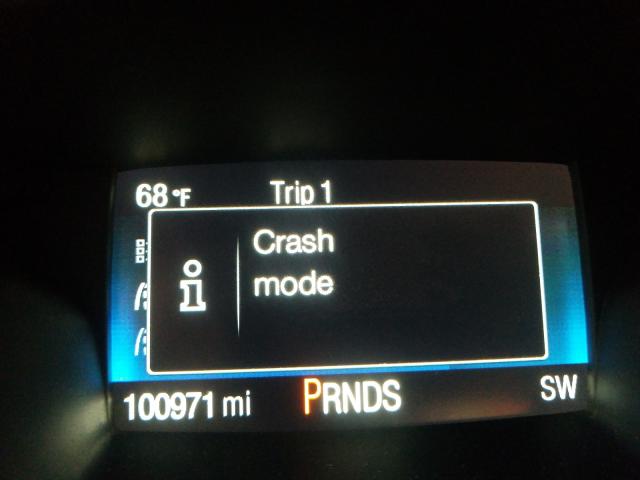 68 °F Trip 1
Crash
mode
100971 mi PRNDS SW